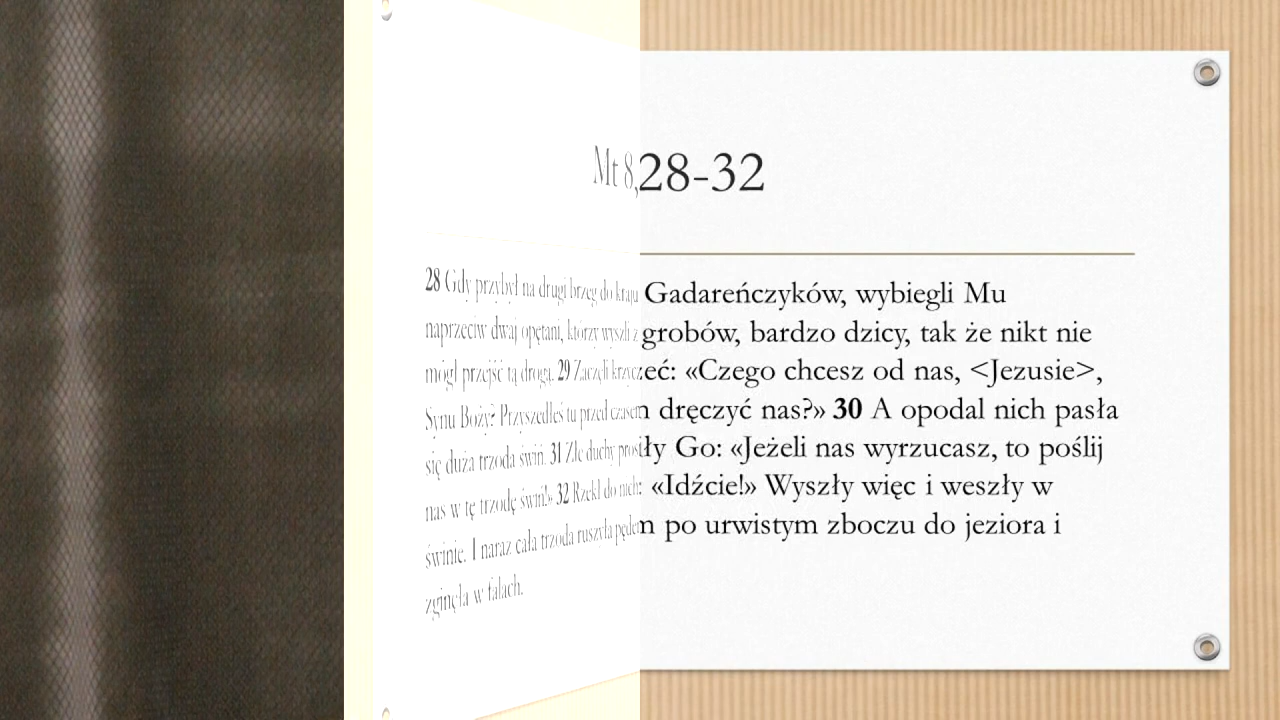 Mt 8,28-32
28 Gdy przybył na drugi brzeg do kraju Gadareńczyków, wybiegli Mu
naprzeciw dwaj opętani, którzy wyszli z grobów, bardzo dzicy, tak że nikt nie
mógł przejść tą drogą. 29 Zaczęli krzyczeć: «Czego chcesz od nas, <Jezusie>,
Synu Boży? Przyszedłeś tu przed czasem dręczyć nas?» 30 A opodal nich pasła
się duża trzoda świń. 31 Złe duchy prosiły Go: «Jeżeli nas wyrzucasz, to poślij
nas w tę trzodę świń!» 32 Rzekł do nich: «Idźcie!» Wyszły więc i weszły w
świnie. I naraz cała trzoda ruszyła pędem po urwistym zboczu do jeziora i
zginęła w falach.